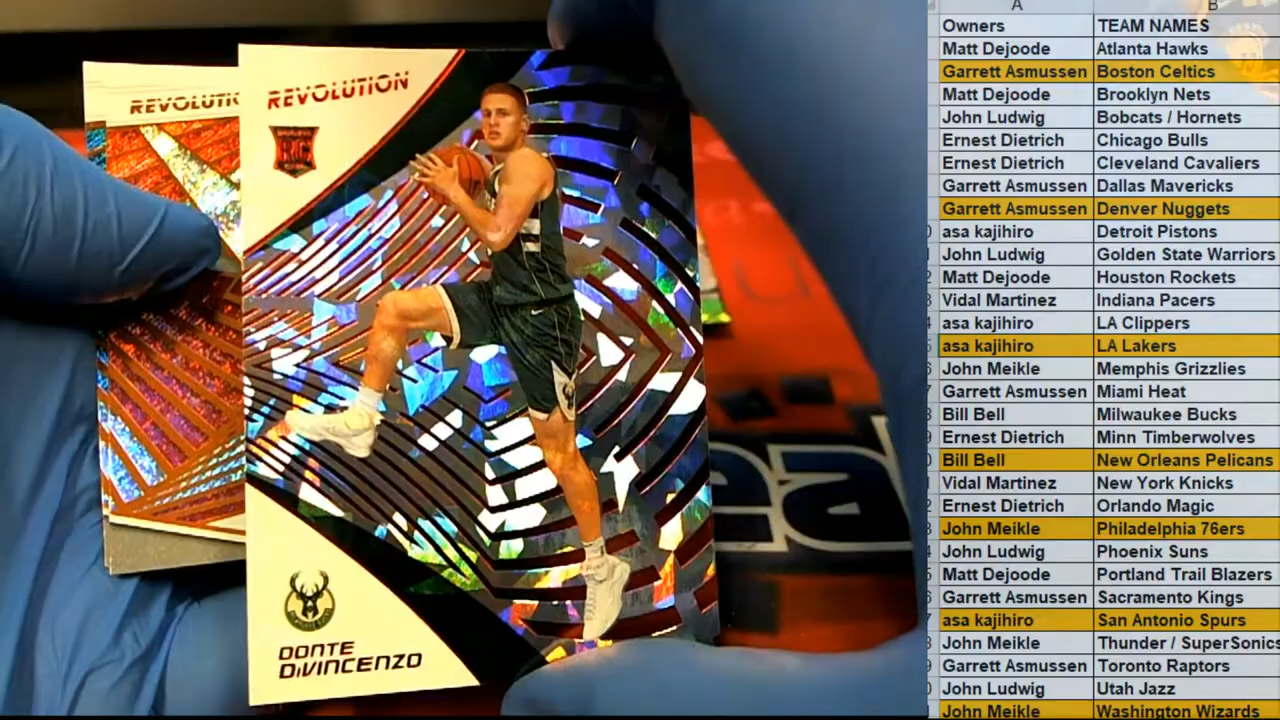 REVOLUTIO
REVOLUTION
RC
DONTE
DiVINCENZO
ea
A B
Owners TEAM NAMES
Matt Dejoode Atlanta Hawks
Garrett Asmussen Boston Celtics
Matt Dejoode Brooklyn Nets
John Ludwig Bobcats / Hornets
Ernest Dietrich Chicago Bulls
Ernest Dietrich Cleveland Cavaliers
Garrett Asmussen Dallas Mavericks
Garrett Asmussen Denver Nuggets
asa kajihiro Detroit Pistons
John Ludwig Golden State Warriors
Matt Dejoode Houston Rockets
Vidal Martinez Indiana Pacers
asa kajihiro LA Clippers
asa kajihiro LA Lakers
John Meikle Memphis Grizzlies
Garrett Asmussen Miami Heat
Bill Bell Milwaukee Bucks
Ernest Dietrich Minn Timberwolves
Bill Bell New Orleans Pelicans
Vidal Martinez New York Knicks
Ernest Dietrich Orlando Magic
John Meikle Philadelphia 76ers
John Ludwig Phoenix Suns
Matt Dejoode Portland Trail Blazers
Garrett Asmussen Sacramento Kings
asa kajihiro San Antonio Spurs
John Meikle Thunder / SuperSonics
Garrett Asmussen Toronto Raptors
John Ludwig Utah Jazz
John Meikle Washington Wizards